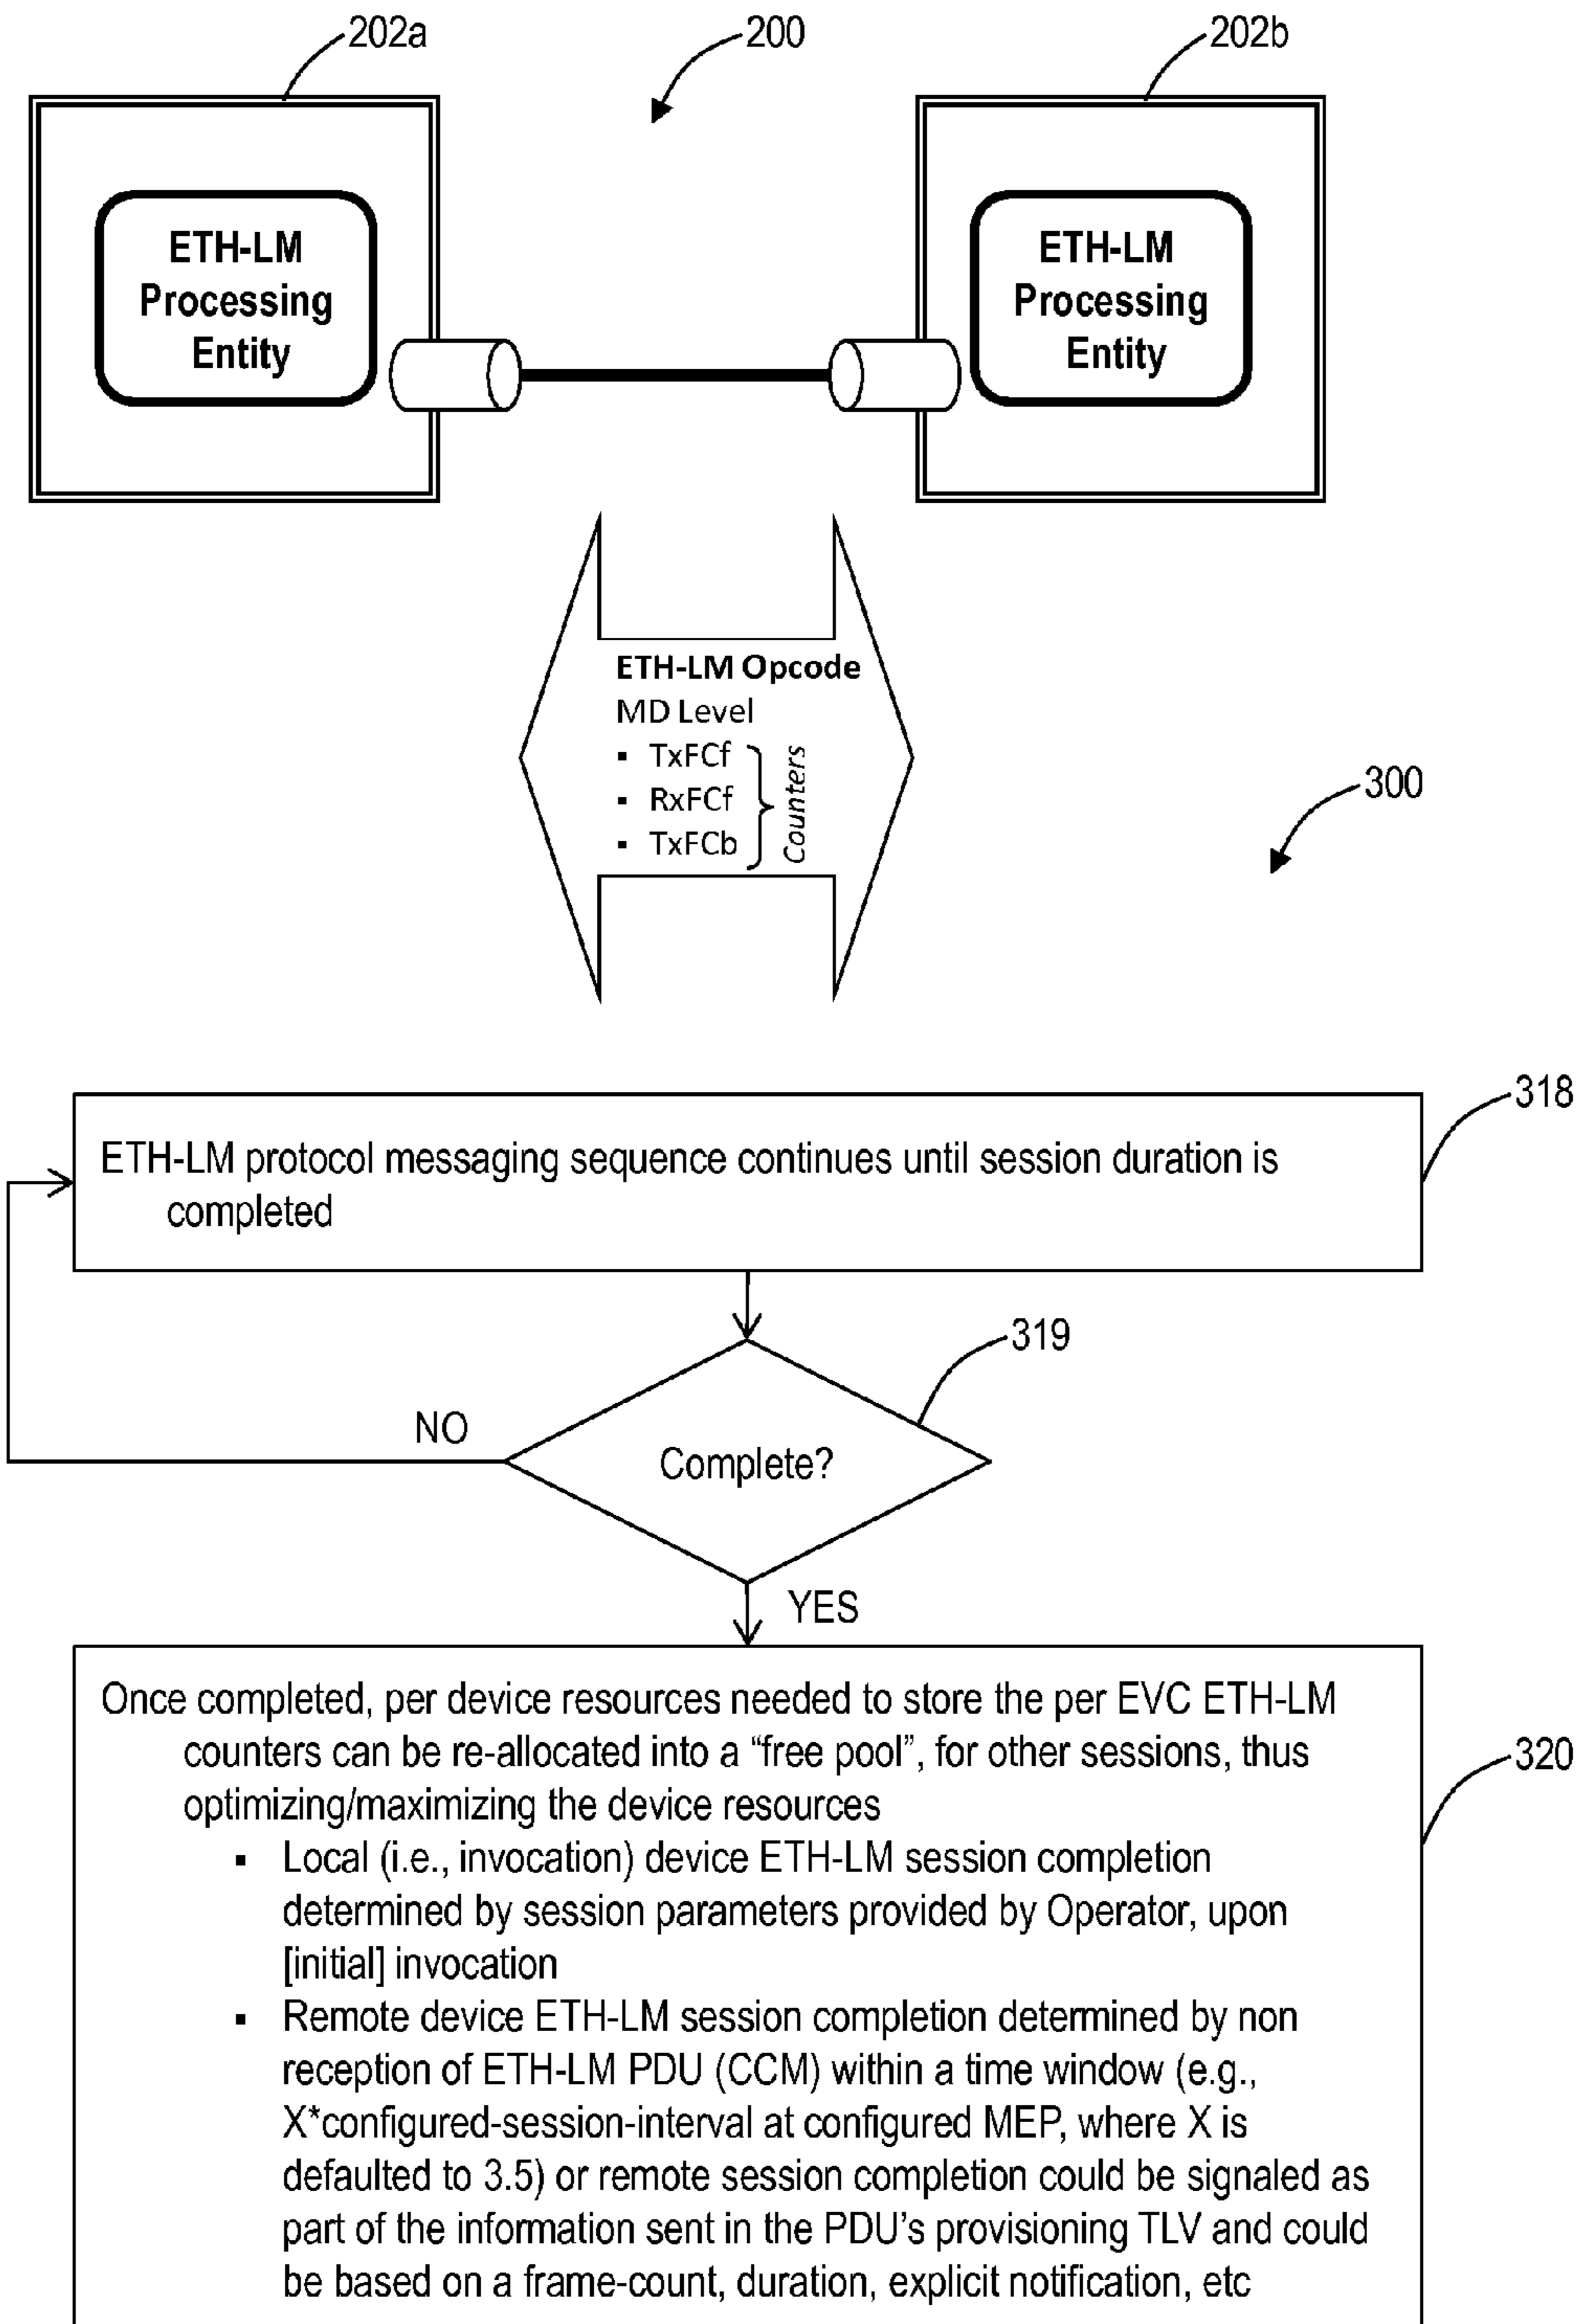 202a
200
202b
ETH-LM
Processing
Entity
ETH-LM
Processing
Entity
ETH-LM Opcode
MD Level
▪ TxFCf
▪ RxFCf
▪ TxFCb
Counters
300
318
ETH-LM protocol messaging sequence continues until session duration is
completed
319
NO
Complete?
YES
Once completed, per device resources needed to store the per EVC ETH-LM
counters can be re-allocated into a “free pool”, for other sessions, thus
optimizing/maximizing the device resources
320
▪ Local (i.e., invocation) device ETH-LM session completion
determined by session parameters provided by Operator, upon
[initial] invocation
▪ Remote device ETH-LM session completion determined by non
reception of ETH-LM PDU (CCM) within a time window (e.g.,
X*configured-session-interval at configured MEP, where X is
defaulted to 3.5) or remote session completion could be signaled as
part of the information sent in the PDU’s provisioning TLV and could
be based on a frame-count, duration, explicit notification, etc